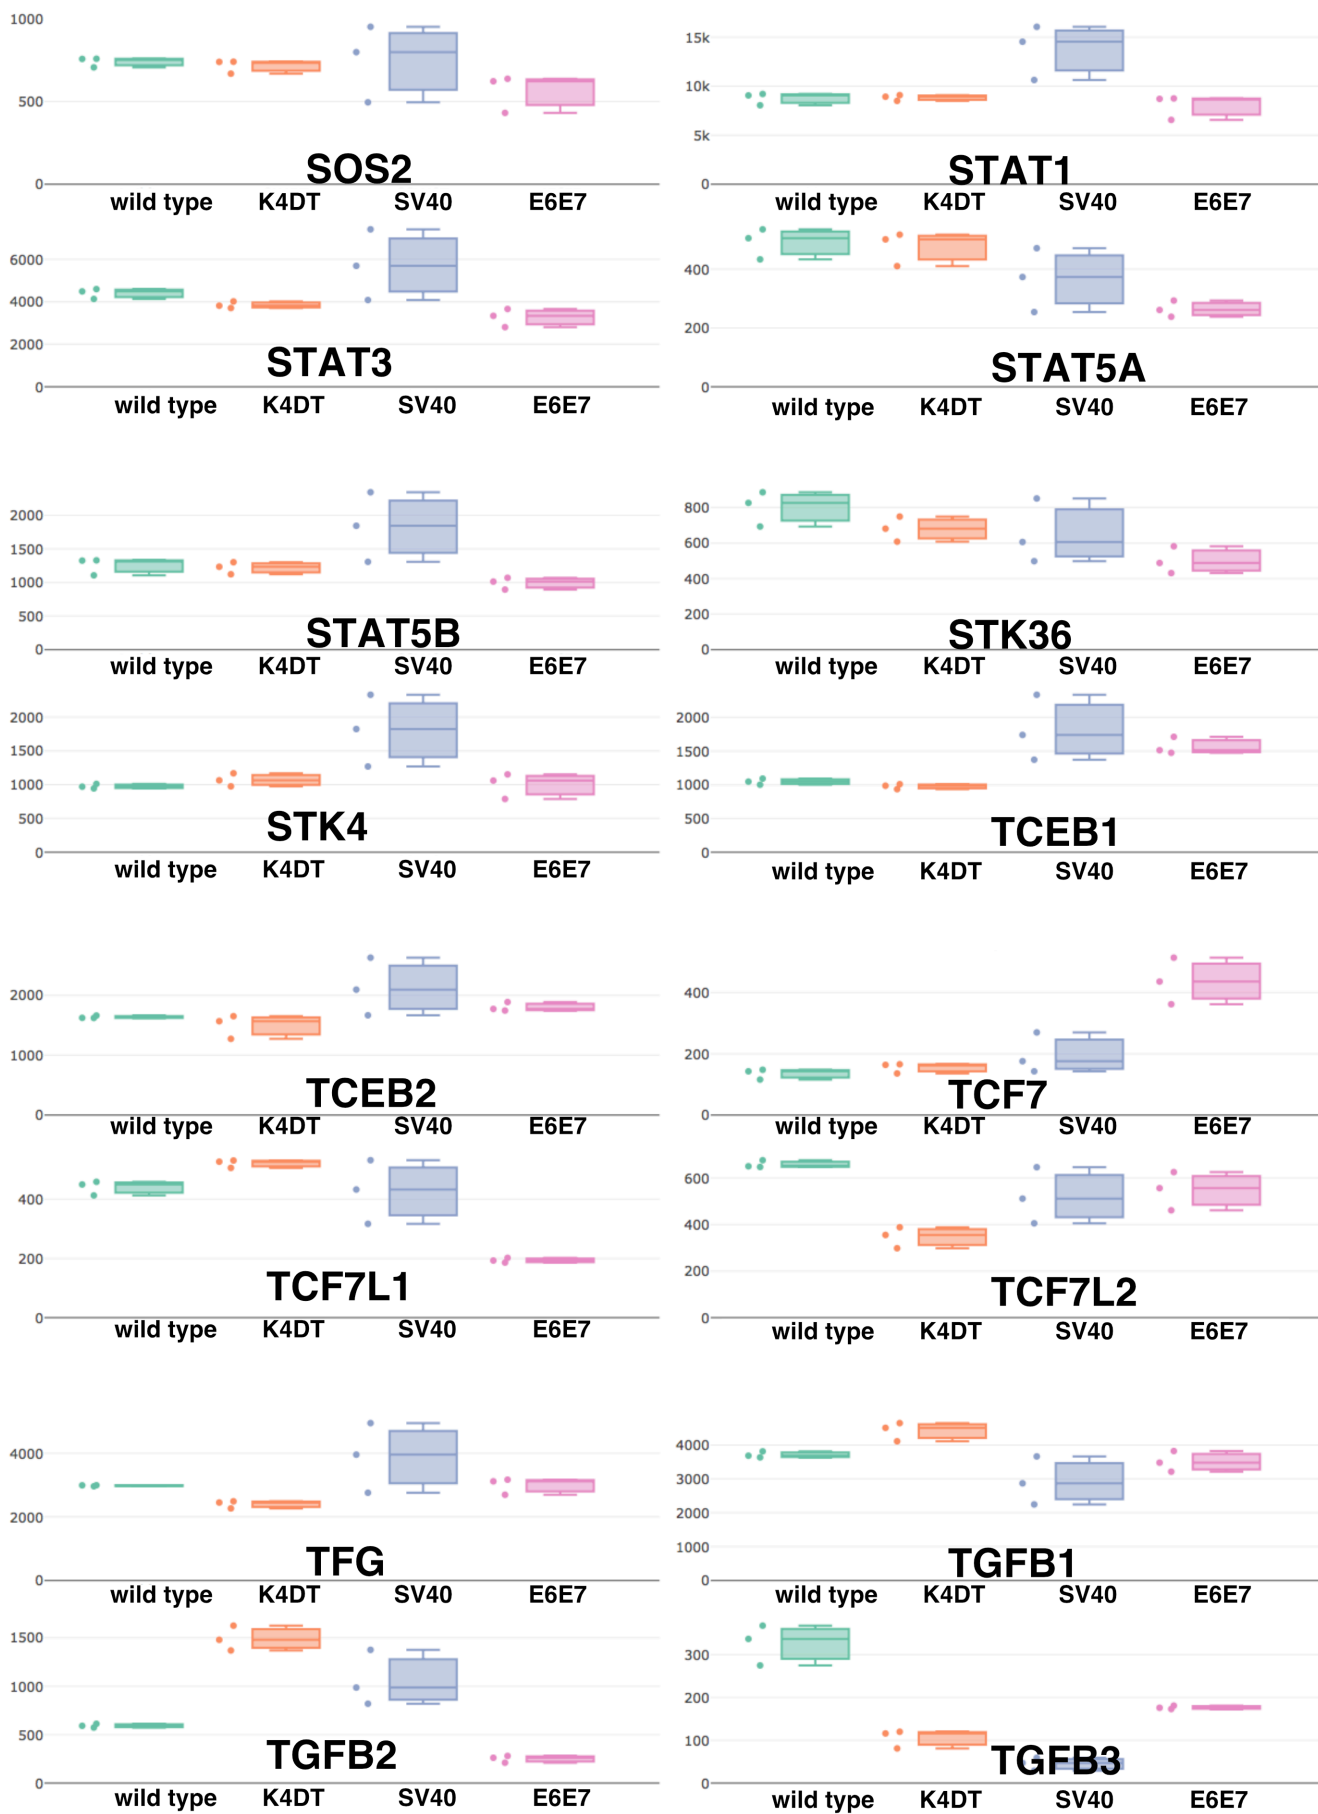 1000
500
0
SOS2
wild type K4DT SV40 E6E7
15k
10k
5k
0
STAT1
wild type K4DT SV40 E6E7
6000
4000
2000
0
STAT3
wild type K4DT SV40 E6E7
400
200
0
STAT5A
wild type K4DT SV40 E6E7
2000
1500
1000
500
0
STAT5B
wild type K4DT SV40 E6E7
800
600
400
200
0
STK36
wild type K4DT SV40 E6E7
2000
1500
1000
500
0
STK4
wild type K4DT SV40 E6E7
2000
1500
1000
500
0
TCEB1
wild type K4DT SV40 E6E7
2000
1000
0
TCEB2
wild type K4DT SV40 E6E7
400
200
0
TCF7
wild type K4DT SV40 E6E7
400
200
0
TCF7L1
wild type K4DT SV40 E6E7
600
400
200
0
TCF7L2
wild type K4DT SV40 E6E7
4000
2000
0
TFG
wild type K4DT SV40 E6E7
4000
3000
2000
1000
0
TGFB1
wild type K4DT SV40 E6E7
1500
1000
500
0
TGFB2
wild type K4DT SV40 E6E7
300
200
100
0
TGFB3
wild type K4DT SV40 E6E7